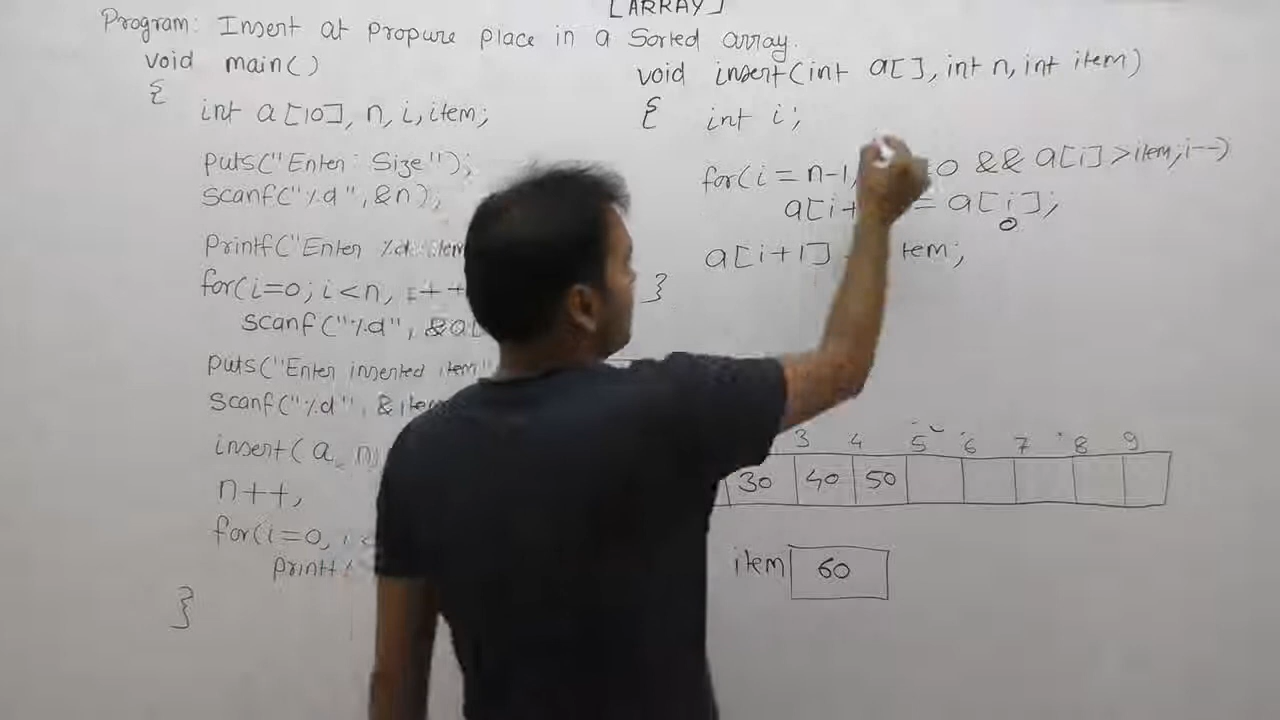 [ARRAY]
Program: Insert at propure place in a Sorted array.
void main()
{
int a[10], n, i, item;
puts("Enter Size");
scanf("%d", &n);
Printf("Enter %d item
for(i=0; i<n, i++
scanf("%d", &a[
puts("Enter inserted item"
scanf("%d", &item
insert(a, n
n++,
for(i=0, i<
printf
}
void insert(int a[], int n, int item)
{ int i;
for(i=n-1, 0 && a[i]>item; i--)
a[i+ = a[i];
0
a[i+1] tem;
}
3 4 5 6 7 8 9
30 40 50
item 60